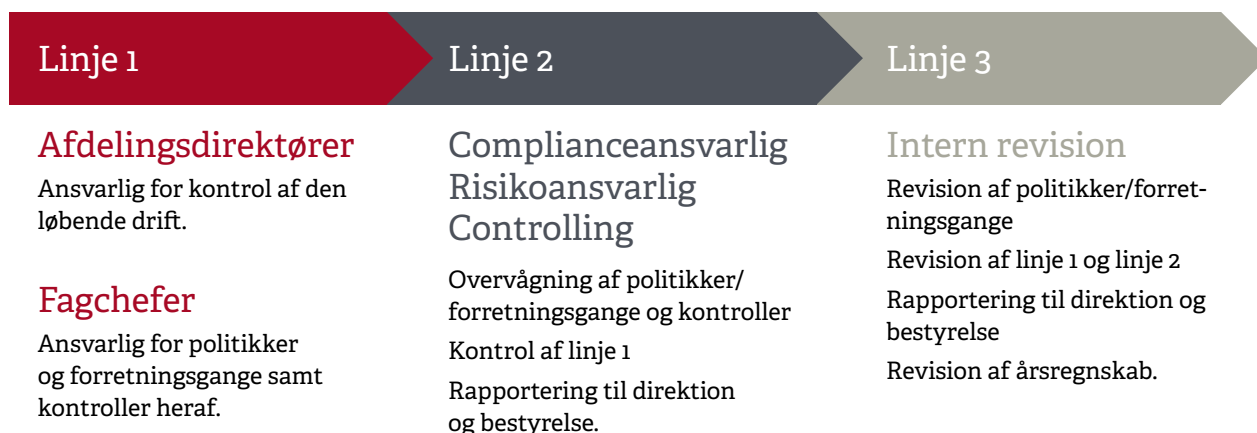 Linje 1
Afdelingsdirektører
Ansvarlig for kontrol af den
løbende drift.
Fagchefer
Ansvarlig for politikker
og forretningsgange samt
kontroller heraf.
Linje 2
Complianceansvarlig
Risikoansvarlig
Controlling
Overvågning af politikker/
forretningsgange og kontroller
Kontrol af linje 1
Rapportering til direktion
og bestyrelse.
Linje 3
Intern revision
Revision af politikker/forret-
ningsgange
Revision af linje 1 og linje 2
Rapportering til direktion og
bestyrelse
Revision af årsregnskab.